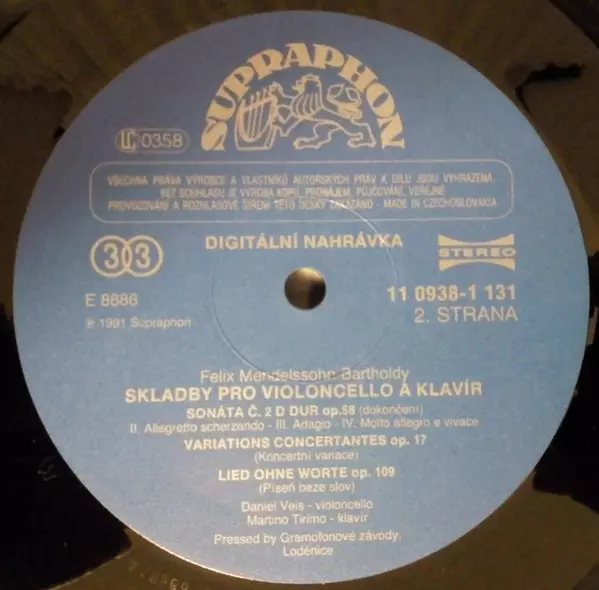 SUPRAPHON
LC 0358
VŠECHNA PRÁVA VÝROBCE A VLASTNÍKŮ AUTORSKÝCH PRÁV K DÍLU JSOU VYHRAZENA
BEZ SOUHLASU JE VÝROBA KOPIÍ, PRONÁJEM, PŮJČOVÁNÍ, VEŘEJNÉ
PROVOZOVÁNÍ A ROZHLASOVÉ ŠÍŘENÍ TÉTO DESKY ZAKÁZÁNO - MADE IN CZECHOSLOVAKIA
33
DIGITÁLNÍ NAHRÁVKA
STEREO
E 8886
11 0938-1 131
℗ 1991 Supraphon
2. STRANA
Felix Mendelssohn Bartholdy
SKLADBY PRO VIOLONCELLO A KLAVÍR
SONÁTA Č. 2 D DUR op.58 (dokončení)
II. Allegretto scherzando - III. Adagio - IV. Molto allegro e vivace
VARIATIONS CONCERTANTES op. 17
(Koncertní variace)
LIED OHNE WORTE op. 109
(Píseň beze slov)
Daniel Veis - violoncello
Martino Tirimo - klavír
Pressed by Gramofonové závody,
Loděnice